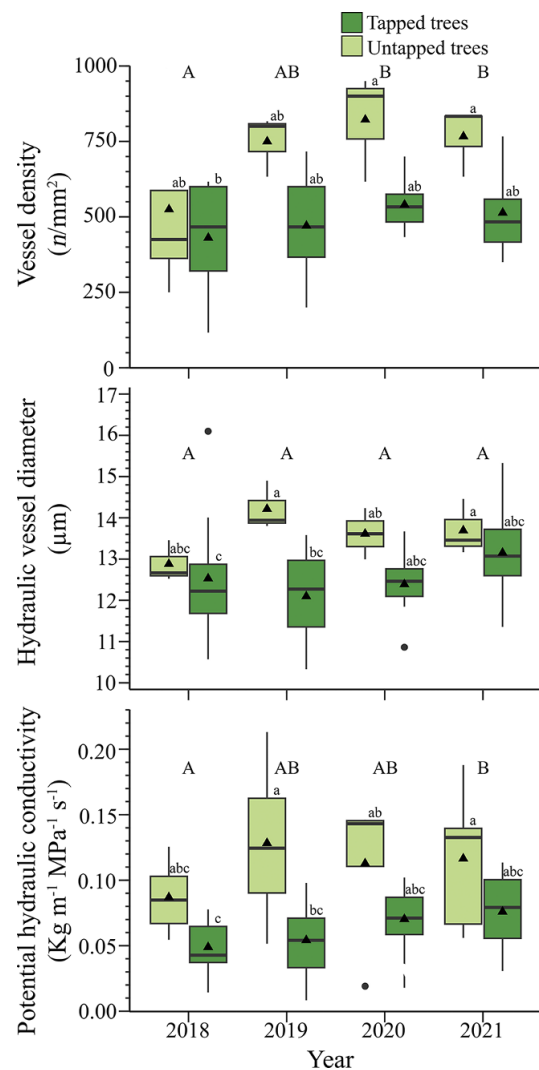 Tapped trees
Untapped trees
Vessel density
(n/mm²)
1000
750
500
250
0
A AB B B
ab b ab ab a ab a ab
Hydraulic vessel diameter
(μm)
17
16
15
14
13
12
11
10
A A A A
abc c a bc ab abc a abc
Potential hydraulic conductivity
(Kg m⁻¹ MPa⁻¹ s⁻¹)
0.20
0.15
0.10
0.05
0.00
A AB AB B
abc c a bc ab abc a abc
2018 2019 2020 2021
Year